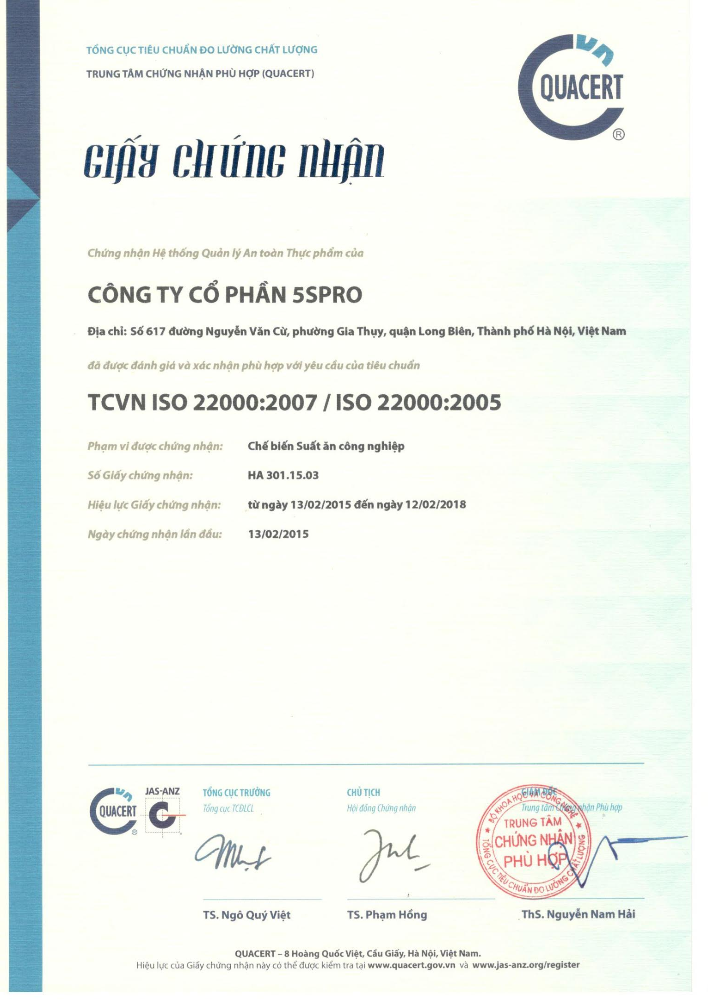 TỔNG CỤC TIÊU CHUẨN ĐO LƯỜNG CHẤT LƯỢNG
TRUNG TÂM CHỨNG NHẬN PHÙ HỢP (QUACERT)
vn
QUACERT
®
GIẤY CHỨNG NHẬN
Chứng nhận Hệ thống Quản lý An toàn Thực phẩm của
CÔNG TY CỔ PHẦN 5SPRO
Địa chỉ: Số 617 đường Nguyễn Văn Cừ, phường Gia Thụy, quận Long Biên, Thành phố Hà Nội, Việt Nam
đã được đánh giá và xác nhận phù hợp với yêu cầu của tiêu chuẩn
TCVN ISO 22000:2007 / ISO 22000:2005
Phạm vi được chứng nhận: Chế biến Suất ăn công nghiệp
Số Giấy chứng nhận: HA 301.15.03
Hiệu lực Giấy chứng nhận: từ ngày 13/02/2015 đến ngày 12/02/2018
Ngày chứng nhận lần đầu: 13/02/2015
vn
QUACERT
®
JAS-ANZ
TỔNG CỤC TRƯỞNG
Tổng cục TCĐLCL
CHỦ TỊCH
Hội đồng Chứng nhận
GIÁM ĐỐC
Trung tâm Chứng nhận Phù hợp
BỘ KHOA HỌC VÀ CÔNG NGHỆ
TRUNG TÂM
CHỨNG NHẬN
PHÙ HỢP
TỔNG CỤC TIÊU CHUẨN ĐO LƯỜNG CHẤT LƯỢNG
TS. Ngô Quý Việt
TS. Phạm Hồng
ThS. Nguyễn Nam Hải
QUACERT – 8 Hoàng Quốc Việt, Cầu Giấy, Hà Nội, Việt Nam.
Hiệu lực của Giấy chứng nhận này có thể được kiểm tra tại www.quacert.gov.vn và www.jas-anz.org/register